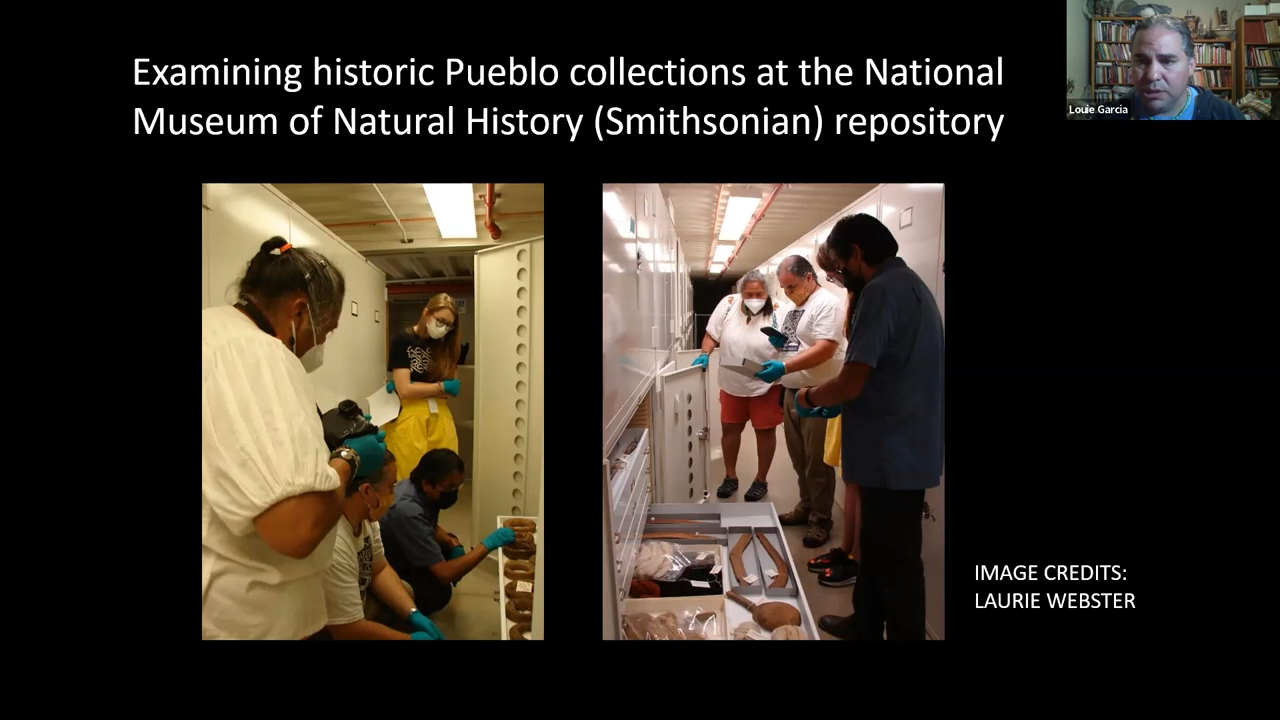 Examining historic Pueblo collections at the National
Museum of Natural History (Smithsonian) repository
Louie Garcia
IMAGE CREDITS:
LAURIE WEBSTER